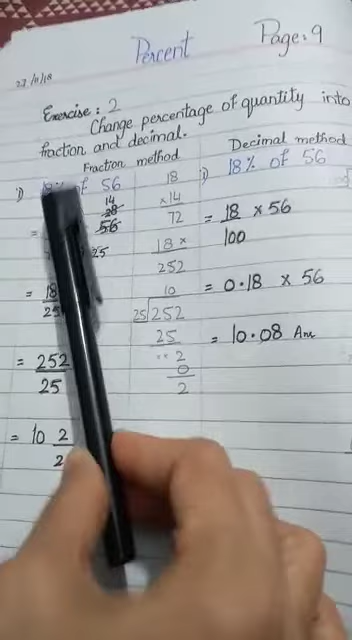 Percent Page: 9
27/11/18
Exercise: 2
Change percentage of quantity into
fraction and decimal.
Fraction method
i) 18% of 56
14
28
56
25
= 18
25
= 252
25
= 10 2
2
18
×14
72
18×
252
10
25)252
25
2
0
2
Decimal method
i) 18% of 56
= 18 × 56
100
= 0.18 × 56
= 10.08 Ans